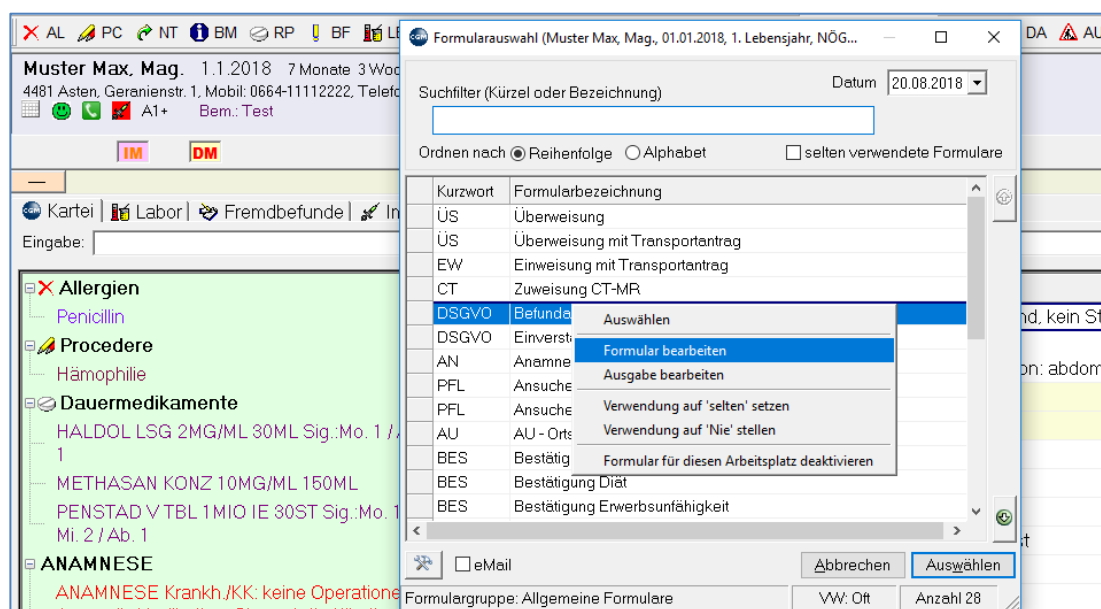 AL PC NT BM RP BF LE
Muster Max, Mag. 1.1.2018 7 Monate 3 Woc
4481 Asten, Geranienstr. 1, Mobil: 0664-11112222, Telefo
A1+ Bem.: Test
IM DM
Kartei Labor Fremdbefunde In
Eingabe:
Allergien
Penicillin
Procedere
Hämophilie
Dauermedikamente
HALDOL LSG 2MG/ML 30ML Sig.:Mo. 1 /
1
METHASAN KONZ 10MG/ML 150ML
PENSTAD V TBL 1MIO IE 30ST Sig.:Mo. 1
Mi. 2 / Ab. 1
ANAMNESE
ANAMNESE Krankh./KK: keine Operatione
CGM Formularauswahl (Muster Max, Mag., 01.01.2018, 1. Lebensjahr, NÖG...
Datum 20.08.2018
Suchfilter (Kürzel oder Bezeichnung)
Ordnen nach Reihenfolge Alphabet selten verwendete Formulare
Kurzwort Formularbezeichnung
ÜS Überweisung
ÜS Überweisung mit Transportantrag
EW Einweisung mit Transportantrag
CT Zuweisung CT-MR
DSGVO Befunda
DSGVO Einverst
AN Anamne
PFL Ansuche
PFL Ansuche
AU AU - Orts
BES Bestätig
BES Bestätigung Diät
BES Bestätigung Erwerbsunfähigkeit
Auswählen
Formular bearbeiten
Ausgabe bearbeiten
Verwendung auf 'selten' setzen
Verwendung auf 'Nie' stellen
Formular für diesen Arbeitsplatz deaktivieren
eMail Abbrechen Auswählen
Formulargruppe: Allgemeine Formulare VW: Oft Anzahl 28
DA AU
nd, kein St
on: abdom